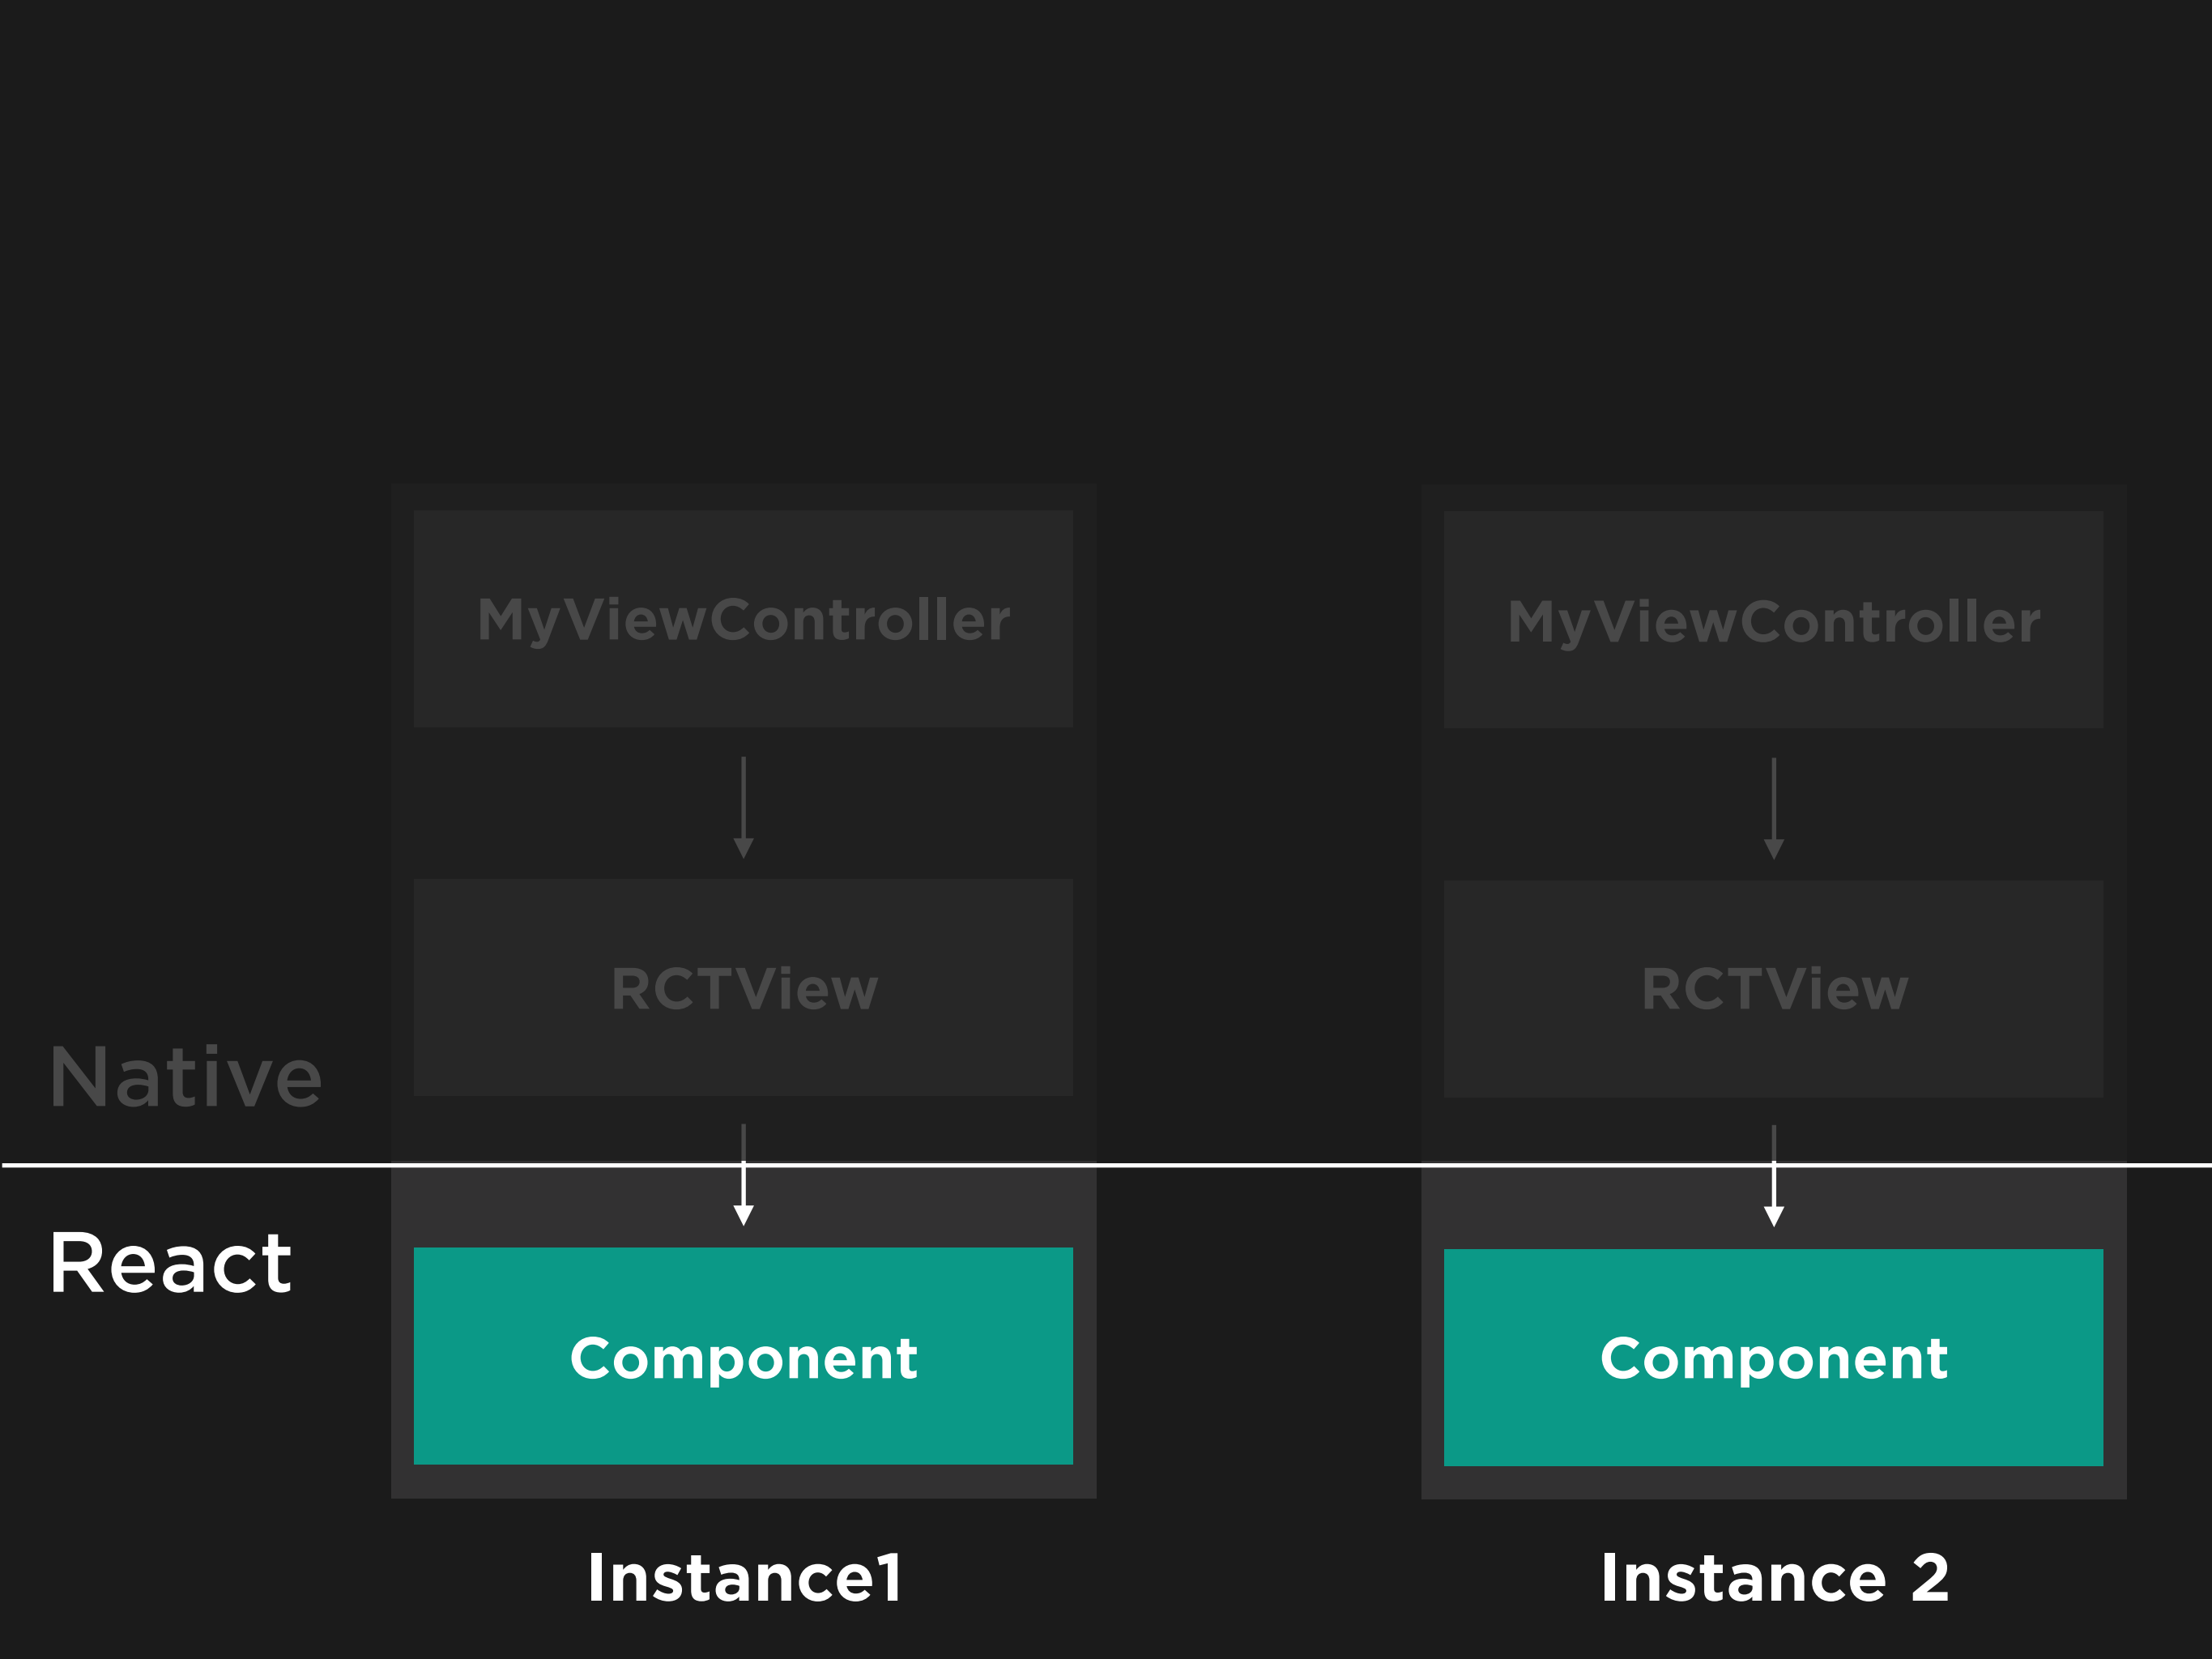 MyViewController
MyViewController
RCTView
RCTView
Native
React
Component
Component
Instance1
Instance 2